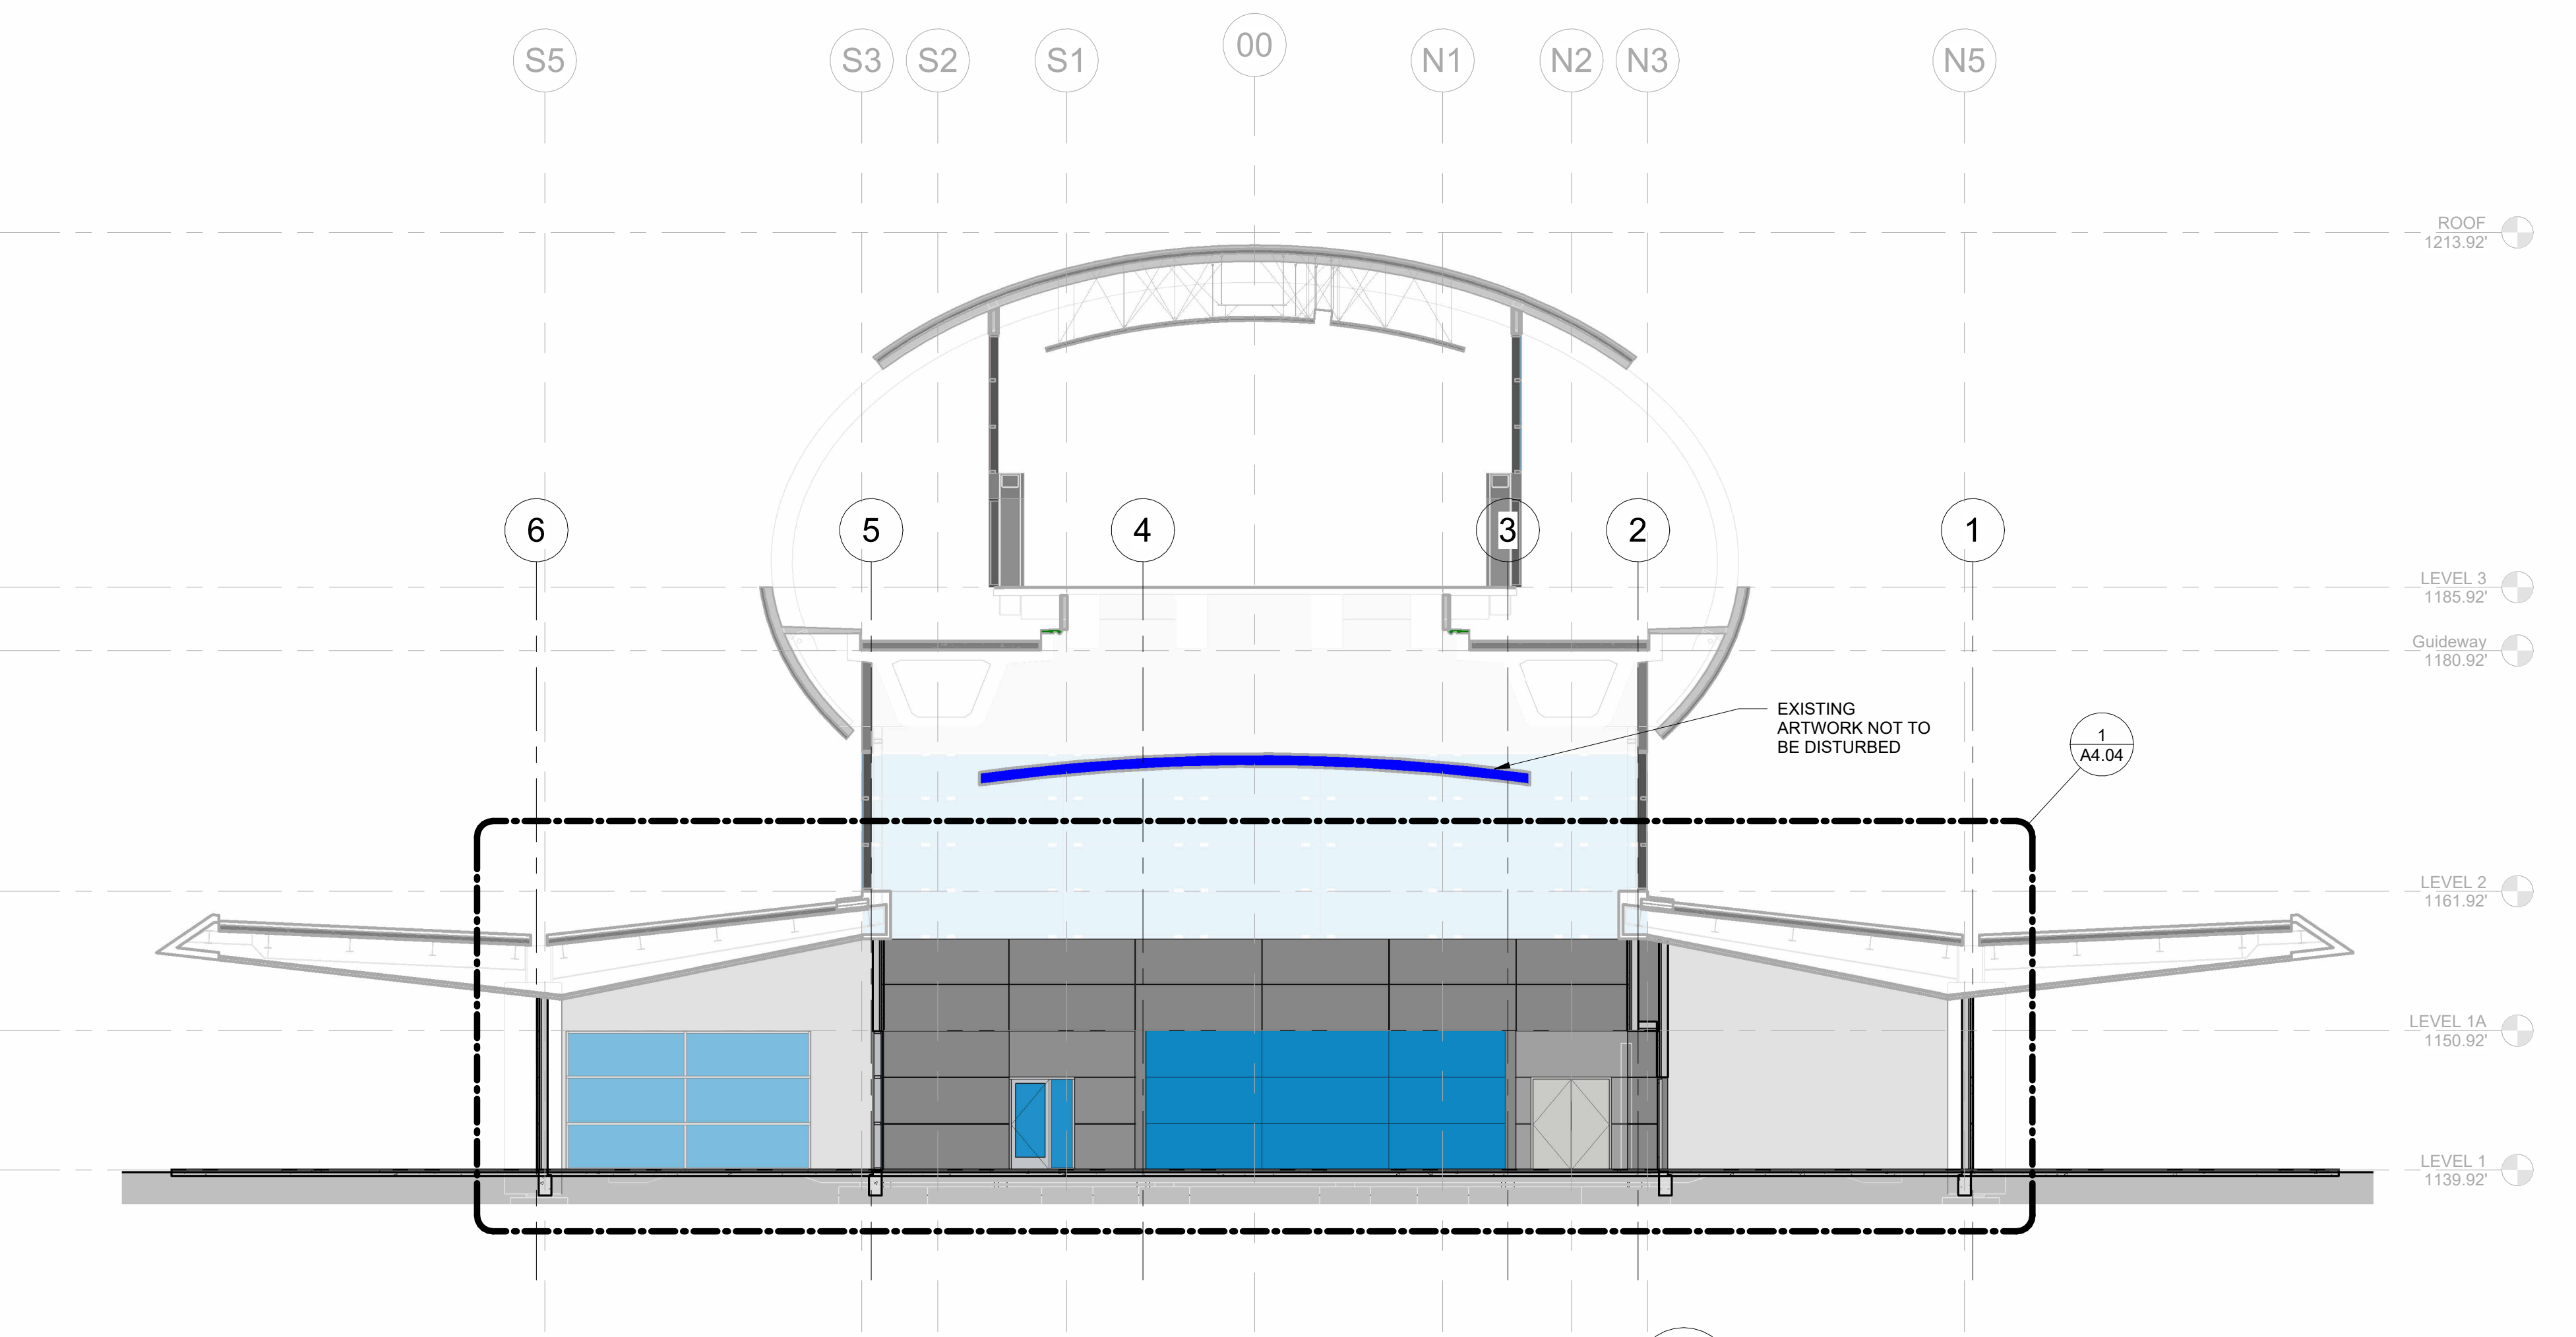 S5
S3
S2
S1
00
N1
N2
N3
N5
ROOF
1213.92'
6
5
4
3
2
1
LEVEL 3
1185.92'
Guideway
1180.92'
EXISTING
ARTWORK NOT TO
BE DISTURBED
1
A4.04
LEVEL 2
1161.92'
LEVEL 1A
1150.92'
LEVEL 1
1139.92'